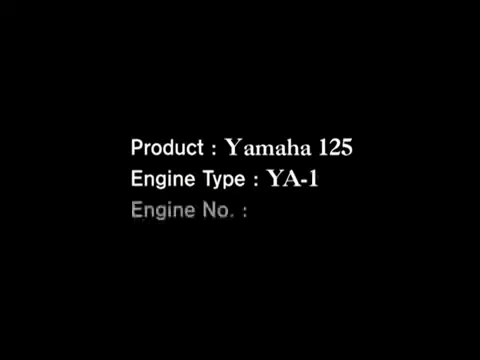 Product : Yamaha 125
Engine Type : YA-1
Engine No. :